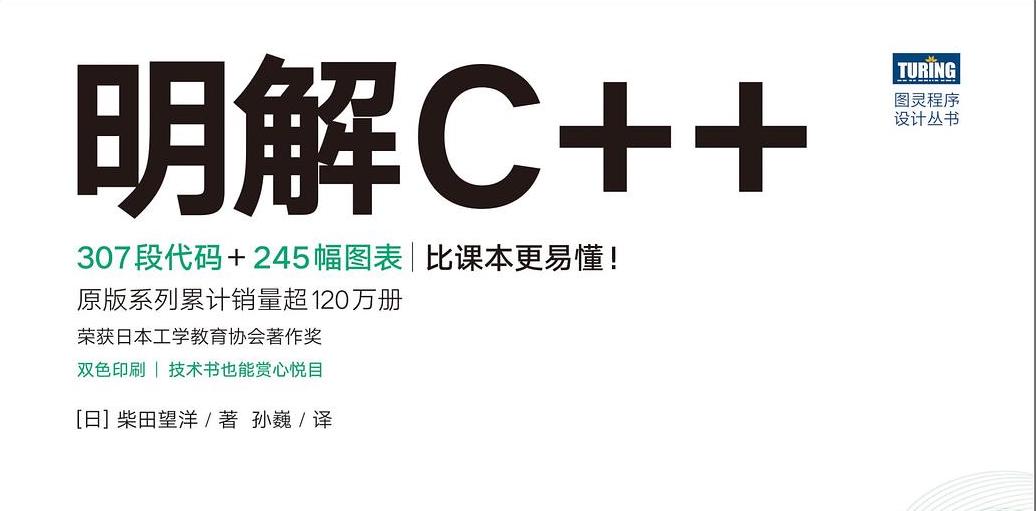 明解C++
TURING
图灵程序
设计丛书
307段代码+245幅图表|比课本更易懂!
原版系列累计销量超120万册
荣获日本工学教育协会著作奖
双色印刷 | 技术书也能赏心悦目
[日] 柴田望洋 / 著 孙巍 / 译